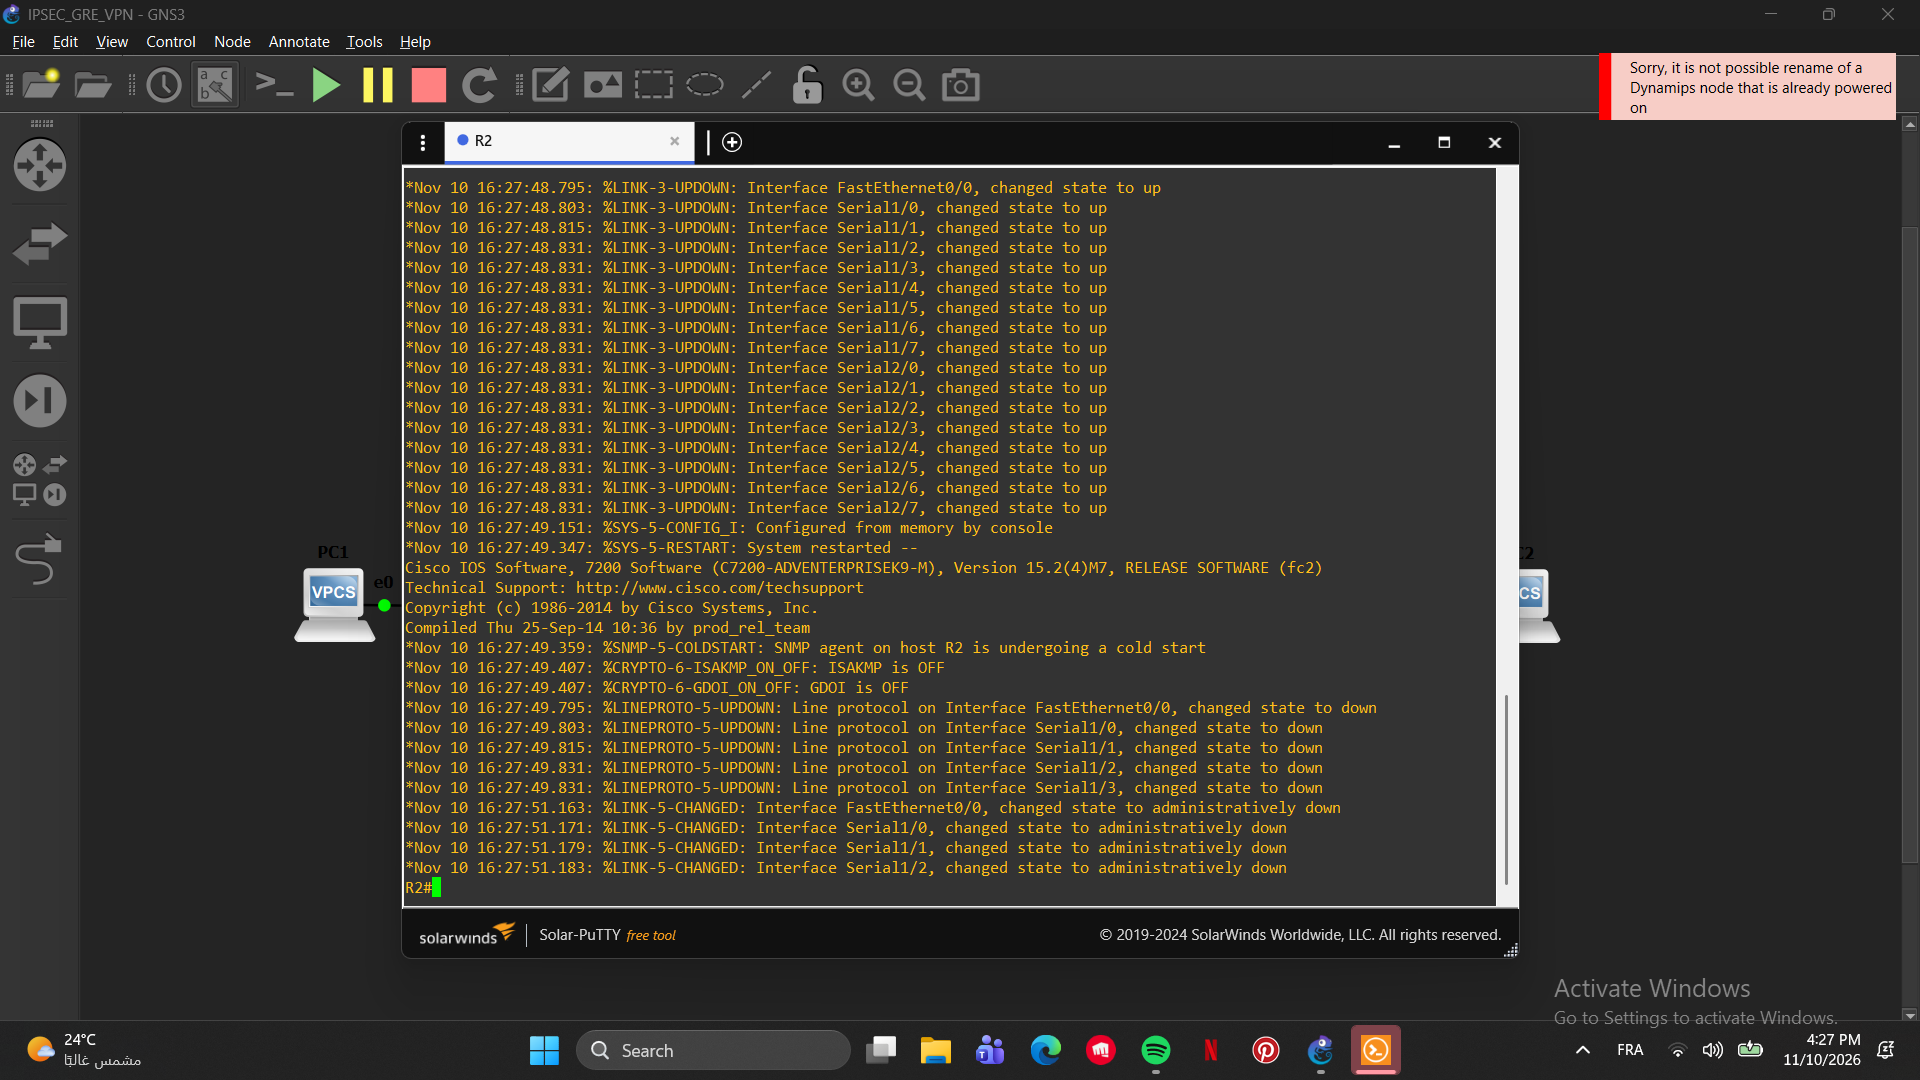 IPSEC_GRE_VPN - GNS3
File Edit View Control Node Annotate Tools Help
Sorry, it is not possible rename of a
Dynamips node that is already powered
on
R2
*Nov 10 16:27:48.795: %LINK-3-UPDOWN: Interface FastEthernet0/0, changed state to up
*Nov 10 16:27:48.803: %LINK-3-UPDOWN: Interface Serial1/0, changed state to up
*Nov 10 16:27:48.815: %LINK-3-UPDOWN: Interface Serial1/1, changed state to up
*Nov 10 16:27:48.831: %LINK-3-UPDOWN: Interface Serial1/2, changed state to up
*Nov 10 16:27:48.831: %LINK-3-UPDOWN: Interface Serial1/3, changed state to up
*Nov 10 16:27:48.831: %LINK-3-UPDOWN: Interface Serial1/4, changed state to up
*Nov 10 16:27:48.831: %LINK-3-UPDOWN: Interface Serial1/5, changed state to up
*Nov 10 16:27:48.831: %LINK-3-UPDOWN: Interface Serial1/6, changed state to up
*Nov 10 16:27:48.831: %LINK-3-UPDOWN: Interface Serial1/7, changed state to up
*Nov 10 16:27:48.831: %LINK-3-UPDOWN: Interface Serial2/0, changed state to up
*Nov 10 16:27:48.831: %LINK-3-UPDOWN: Interface Serial2/1, changed state to up
*Nov 10 16:27:48.831: %LINK-3-UPDOWN: Interface Serial2/2, changed state to up
*Nov 10 16:27:48.831: %LINK-3-UPDOWN: Interface Serial2/3, changed state to up
*Nov 10 16:27:48.831: %LINK-3-UPDOWN: Interface Serial2/4, changed state to up
*Nov 10 16:27:48.831: %LINK-3-UPDOWN: Interface Serial2/5, changed state to up
*Nov 10 16:27:48.831: %LINK-3-UPDOWN: Interface Serial2/6, changed state to up
*Nov 10 16:27:48.831: %LINK-3-UPDOWN: Interface Serial2/7, changed state to up
*Nov 10 16:27:49.151: %SYS-5-CONFIG_I: Configured from memory by console
*Nov 10 16:27:49.347: %SYS-5-RESTART: System restarted --
Cisco IOS Software, 7200 Software (C7200-ADVENTERPRISEK9-M), Version 15.2(4)M7, RELEASE SOFTWARE (fc2)
Technical Support: http://www.cisco.com/techsupport
Copyright (c) 1986-2014 by Cisco Systems, Inc.
Compiled Thu 25-Sep-14 10:36 by prod_rel_team
*Nov 10 16:27:49.359: %SNMP-5-COLDSTART: SNMP agent on host R2 is undergoing a cold start
*Nov 10 16:27:49.407: %CRYPTO-6-ISAKMP_ON_OFF: ISAKMP is OFF
*Nov 10 16:27:49.407: %CRYPTO-6-GDOI_ON_OFF: GDOI is OFF
*Nov 10 16:27:49.795: %LINEPROTO-5-UPDOWN: Line protocol on Interface FastEthernet0/0, changed state to down
*Nov 10 16:27:49.803: %LINEPROTO-5-UPDOWN: Line protocol on Interface Serial1/0, changed state to down
*Nov 10 16:27:49.815: %LINEPROTO-5-UPDOWN: Line protocol on Interface Serial1/1, changed state to down
*Nov 10 16:27:49.831: %LINEPROTO-5-UPDOWN: Line protocol on Interface Serial1/2, changed state to down
*Nov 10 16:27:49.831: %LINEPROTO-5-UPDOWN: Line protocol on Interface Serial1/3, changed state to down
*Nov 10 16:27:51.163: %LINK-5-CHANGED: Interface FastEthernet0/0, changed state to administratively down
*Nov 10 16:27:51.171: %LINK-5-CHANGED: Interface Serial1/0, changed state to administratively down
*Nov 10 16:27:51.179: %LINK-5-CHANGED: Interface Serial1/1, changed state to administratively down
*Nov 10 16:27:51.183: %LINK-5-CHANGED: Interface Serial1/2, changed state to administratively down
R2#
PC1
e0
VPCS
C2
CS
solarwinds Solar-PuTTY free tool © 2019-2024 SolarWinds Worldwide, LLC. All rights reserved.
Activate Windows
Go to Settings to activate Windows.
24°C
مشمس غالبًا
Search
FRA
4:27 PM
11/10/2026